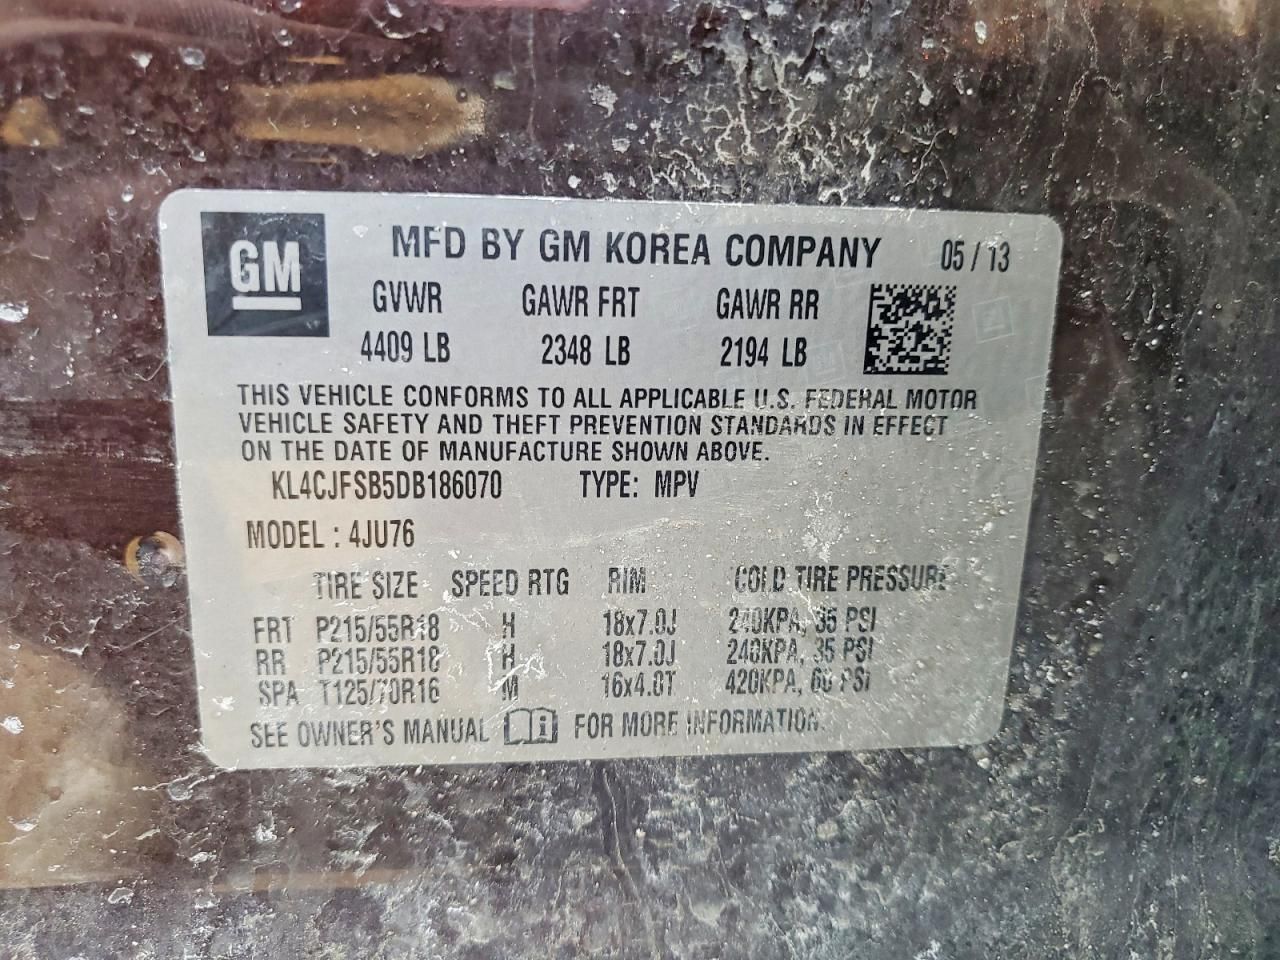 GM
MFD BY GM KOREA COMPANY 05 / 13
GVWR GAWR FRT GAWR RR
4409 LB 2348 LB 2194 LB
THIS VEHICLE CONFORMS TO ALL APPLICABLE U.S. FEDERAL MOTOR
VEHICLE SAFETY AND THEFT PREVENTION STANDARDS IN EFFECT
ON THE DATE OF MANUFACTURE SHOWN ABOVE.
KL4CJFSB5DB186070 TYPE: MPV
MODEL : 4JU76
TIRE SIZE SPEED RTG RIM COLD TIRE PRESSURE
FRT P215/55R18 H 18x7.0J 240KPA, 35 PSI
RR P215/55R18 H 18x7.0J 240KPA, 35 PSI
SPA T125/70R16 M 16x4.0T 420KPA, 60 PSI
SEE OWNER'S MANUAL FOR MORE INFORMATION.